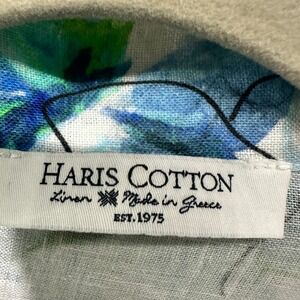 HARIS COTTON
Linen Made in Greece
EST. 1975